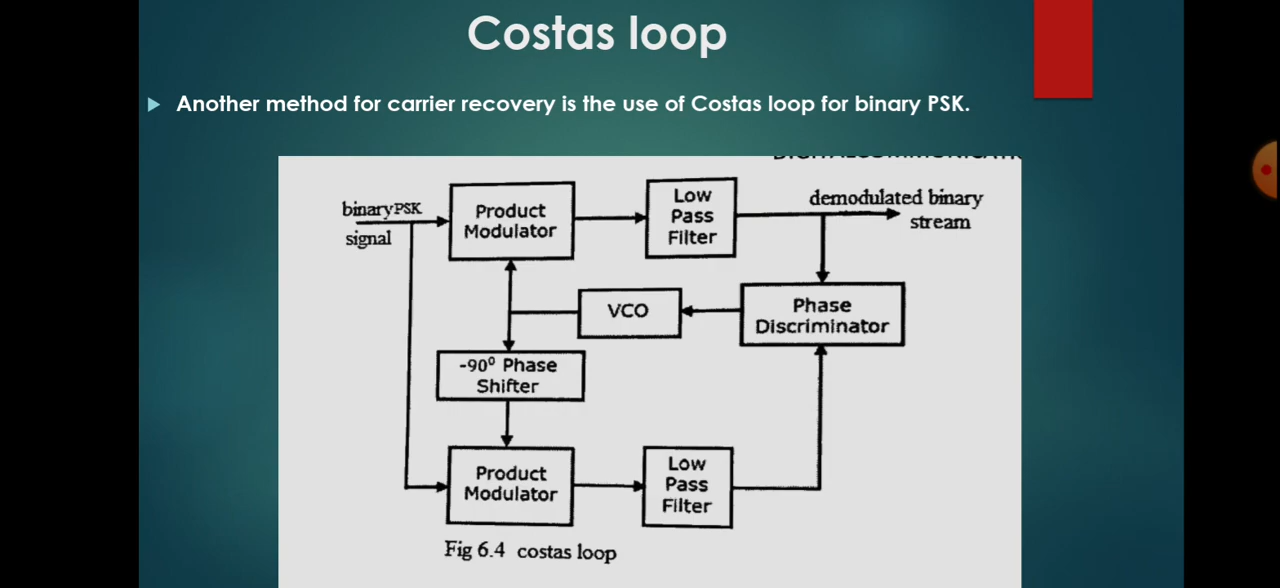 Costas loop
Another method for carrier recovery is the use of Costas loop for binary PSK.
binary PSK
signal
Product
Modulator
Low
Pass
Filter
demodulated binary
stream
VCO
Phase
Discriminator
-90⁰ Phase
Shifter
Product
Modulator
Low
Pass
Filter
Fig 6.4 costas loop